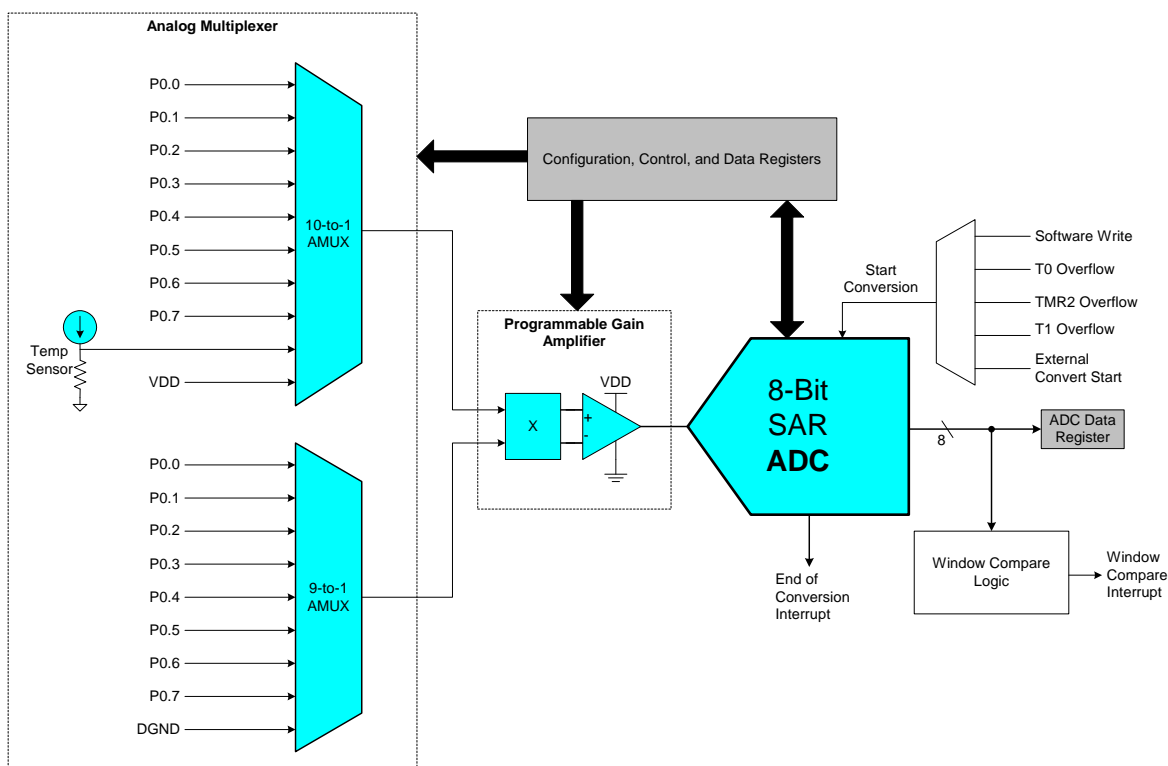 Analog Multiplexer
P0.0
P0.1
P0.2
P0.3
P0.4
P0.5
P0.6
P0.7
Temp
Sensor
VDD
10-to-1
AMUX
P0.0
P0.1
P0.2
P0.3
P0.4
P0.5
P0.6
P0.7
DGND
9-to-1
AMUX
Configuration, Control, and Data Registers
Programmable Gain
Amplifier
VDD
X
+
-
Start
Conversion
Software Write
T0 Overflow
TMR2 Overflow
T1 Overflow
External
Convert Start
8-Bit
SAR
ADC
8
ADC Data
Register
End of
Conversion
Interrupt
Window Compare
Logic
Window
Compare
Interrupt